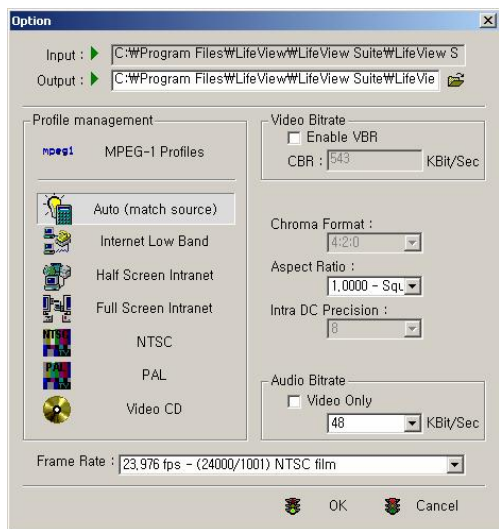 Option
Input : C:₩Program Files₩LifeView₩LifeView Suite₩LifeView S
Output : C:₩Program Files₩LifeView₩LifeView Suite₩LifeVie
Profile management
mpeg1 MPEG-1 Profiles
Auto (match source)
Internet Low Band
Half Screen Intranet
Full Screen Intranet
NTSC NTSC
PAL PAL
Video CD
Video Bitrate
Enable VBR
CBR : 543 KBit/Sec
Chroma Format :
4:2:0
Aspect Ratio :
1,0000 - Squ
Intra DC Precision :
8
Audio Bitrate
Video Only
48 KBit/Sec
Frame Rate : 23,976 fps - (24000/1001) NTSC film
OK Cancel